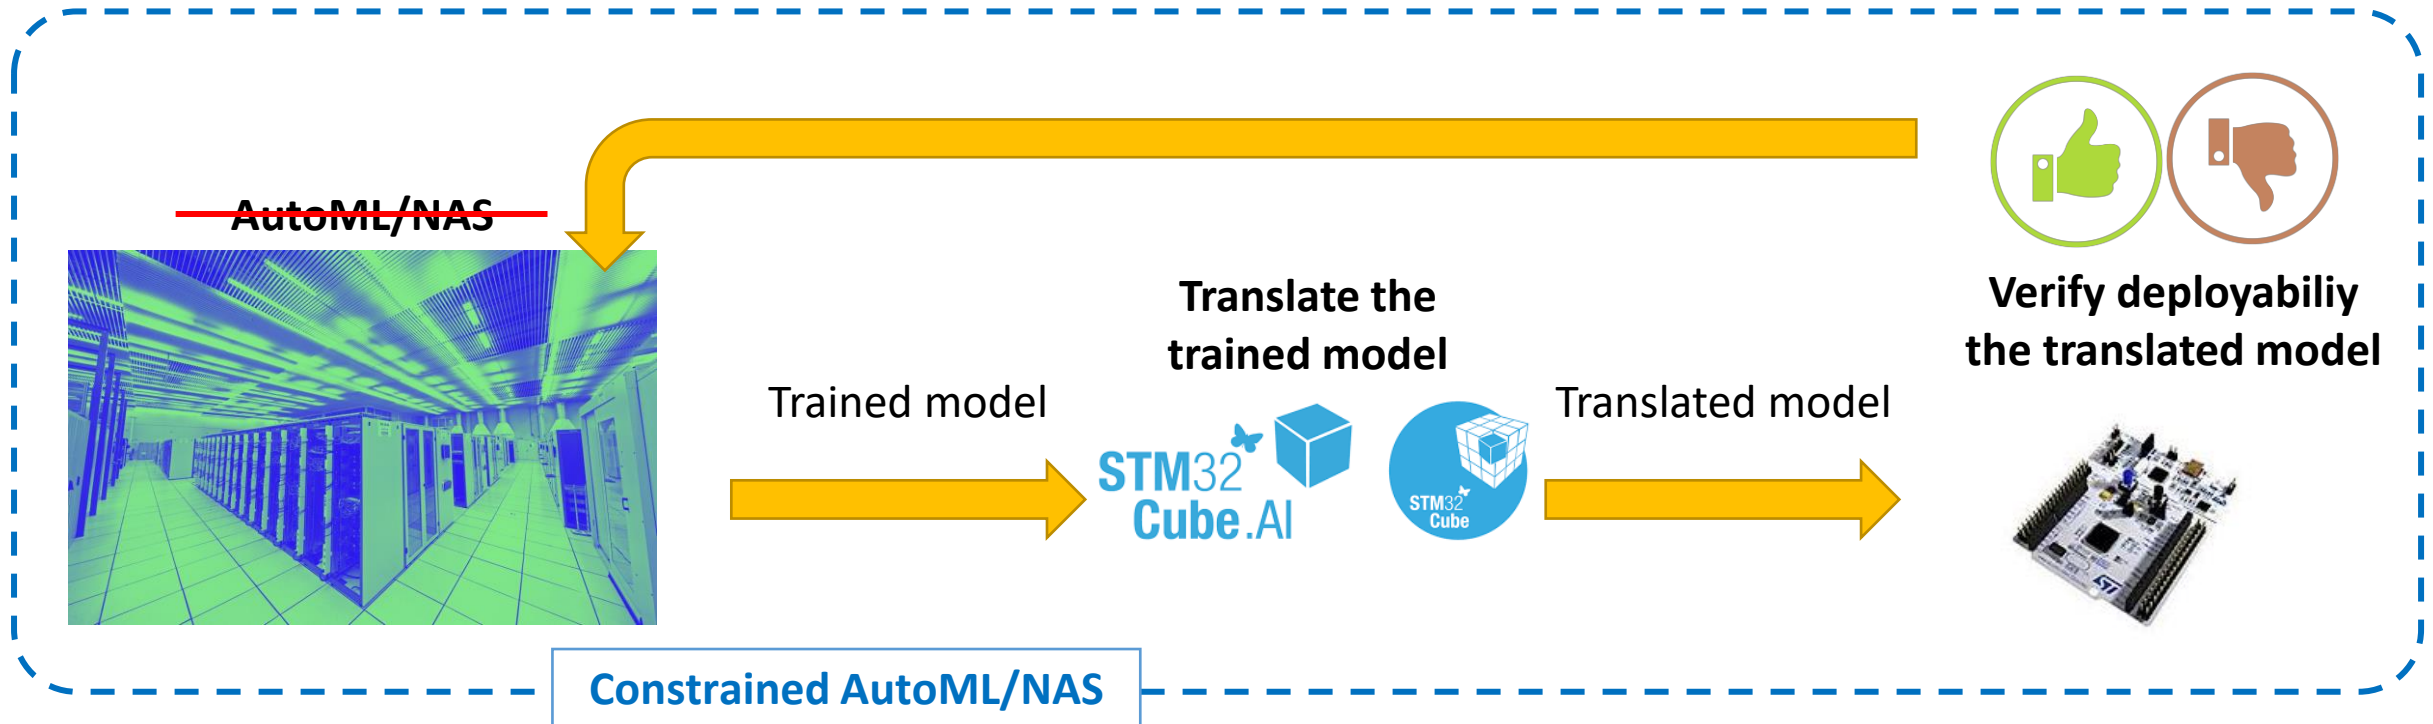 AutoML/NAS
Trained model
Translate the
trained model
STM32
Cube.AI
STM32
Cube
Translated model
Verify deployabiliy
the translated model
ST
Constrained AutoML/NAS